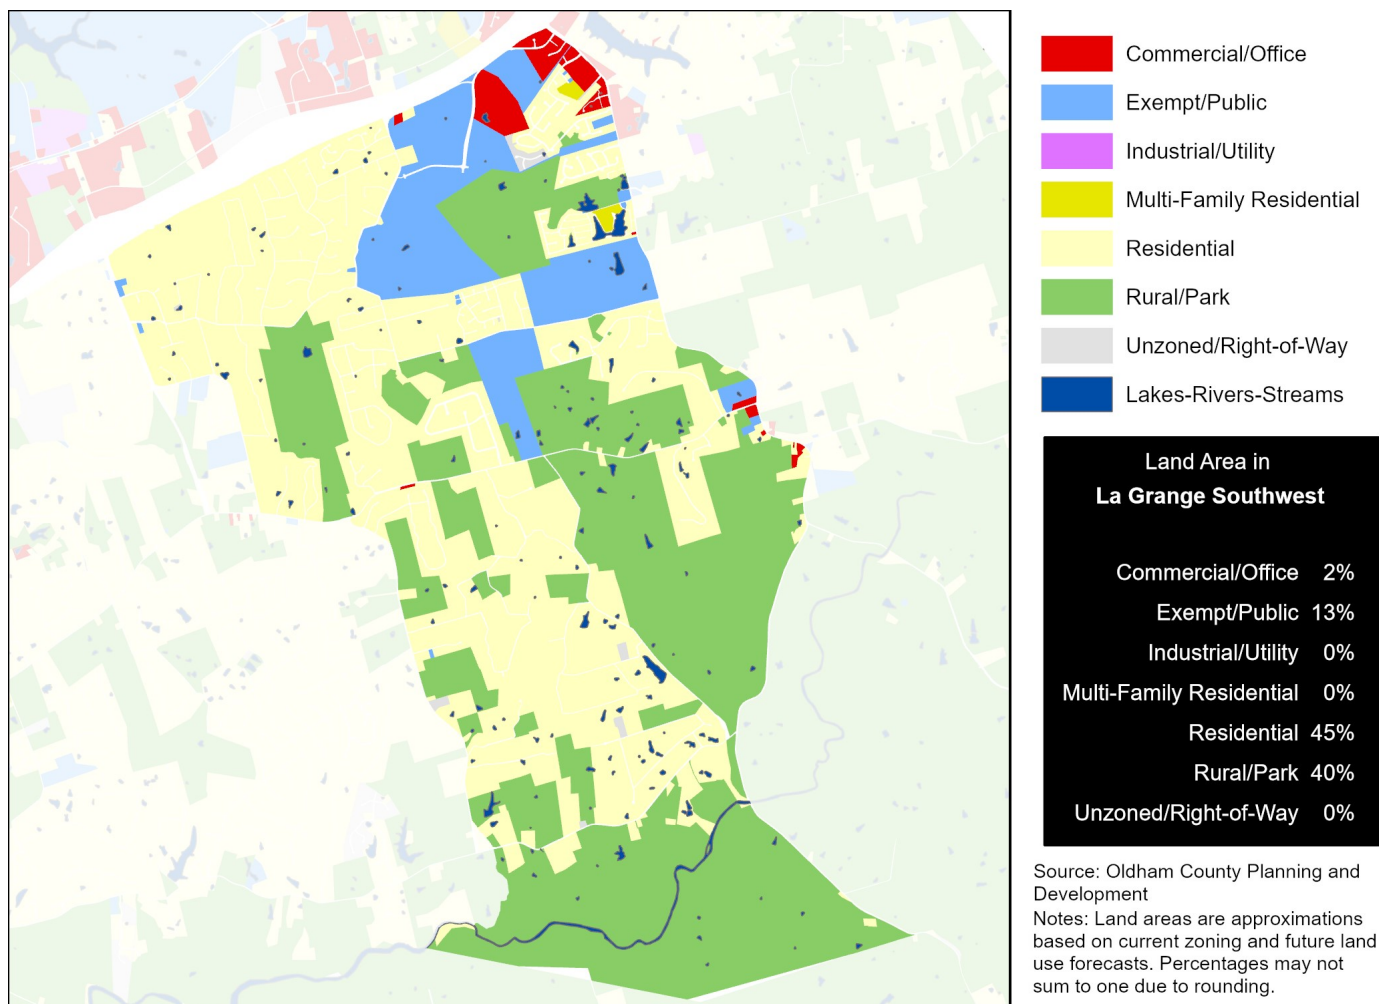 Commercial/Office
Exempt/Public
Industrial/Utility
Multi-Family Residential
Residential
Rural/Park
Unzoned/Right-of-Way
Lakes-Rivers-Streams
Land Area in
La Grange Southwest
Commercial/Office 2%
Exempt/Public 13%
Industrial/Utility 0%
Multi-Family Residential 0%
Residential 45%
Rural/Park 40%
Unzoned/Right-of-Way 0%
Source: Oldham County Planning and
Development
Notes: Land areas are approximations
based on current zoning and future land
use forecasts. Percentages may not
sum to one due to rounding.